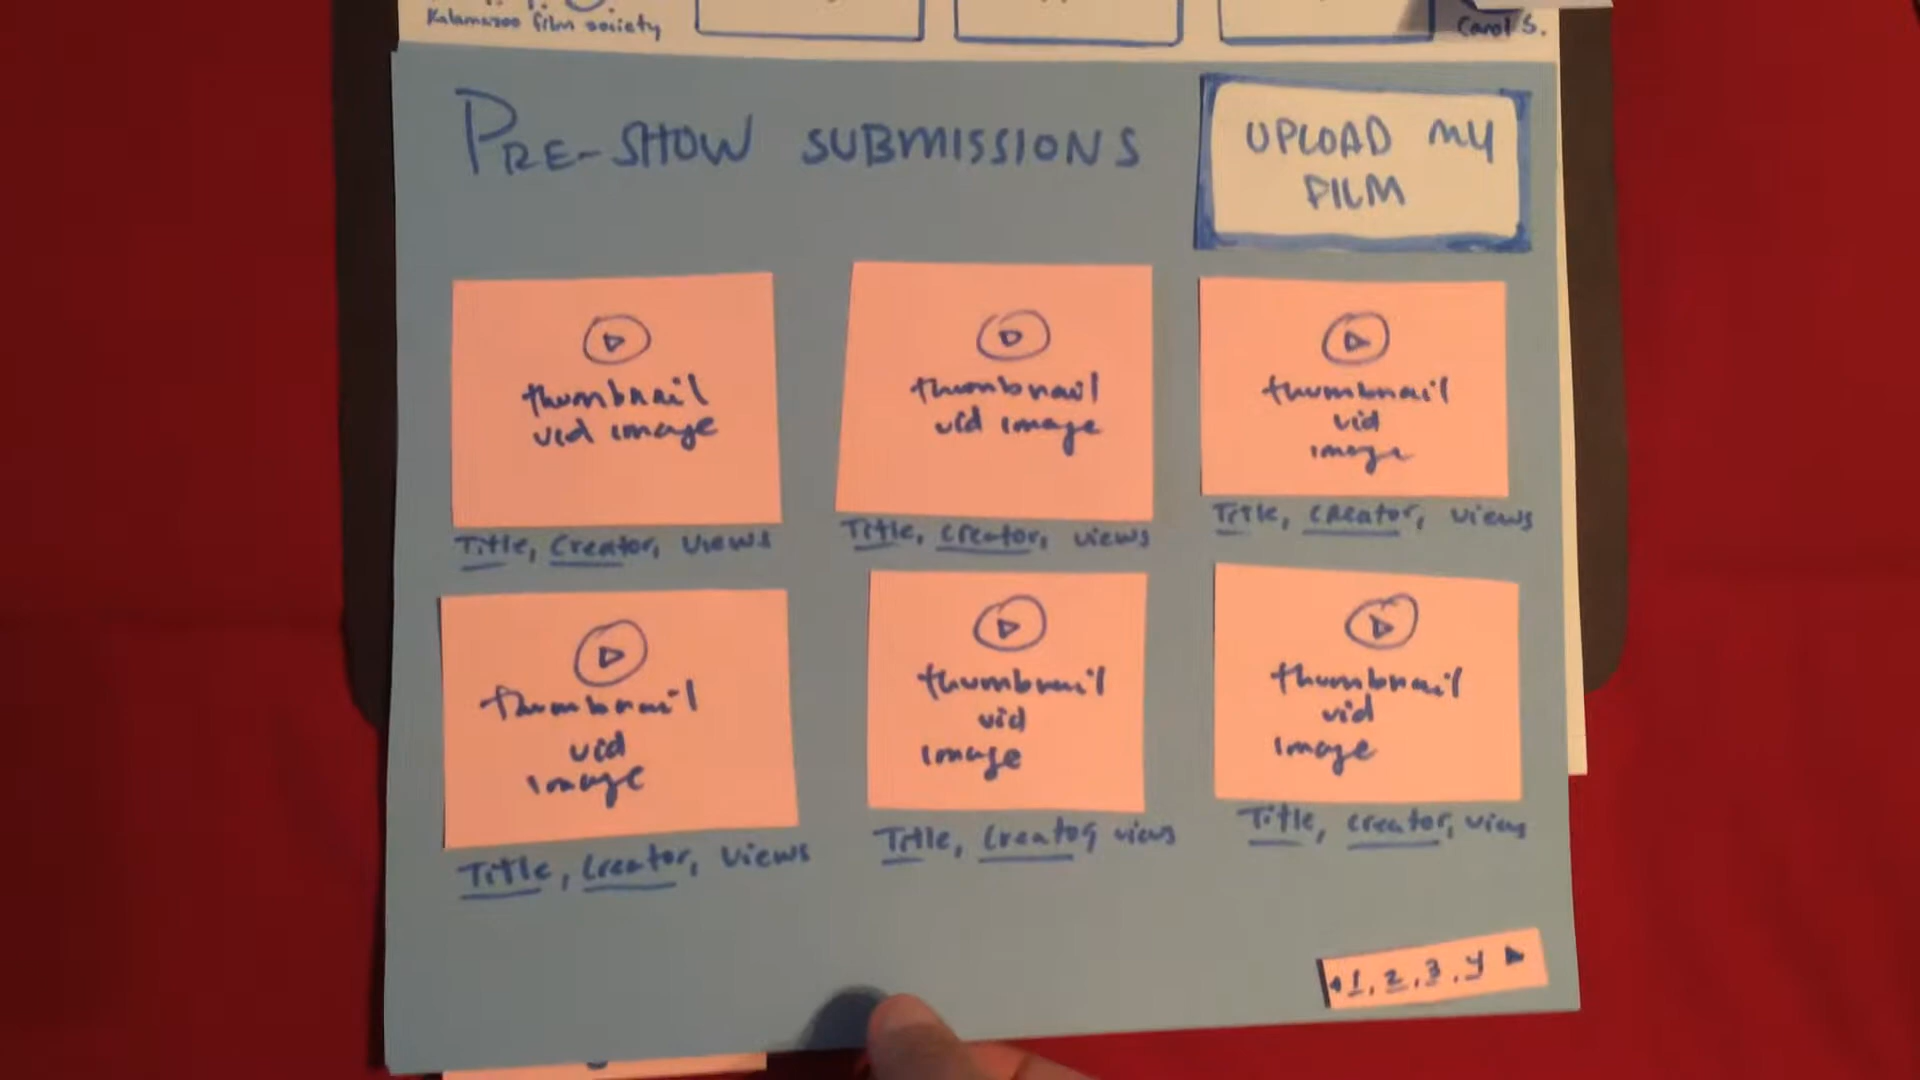 Kalamazoo film society
Carol S.
PRE-SHOW SUBMISSIONS
UPLOAD MY
FILM
thumbnail
vid image
thumbnail
vid image
thumbnail
vid
image
Title, Creator, views
Title, Creator, views
Title, creator, views
thumbnail
vid
image
thumbnail
vid
image
thumbnail
vid
image
Title, Creator, views
Title, Creator, views
Title, creator, views
1, 2, 3, 4